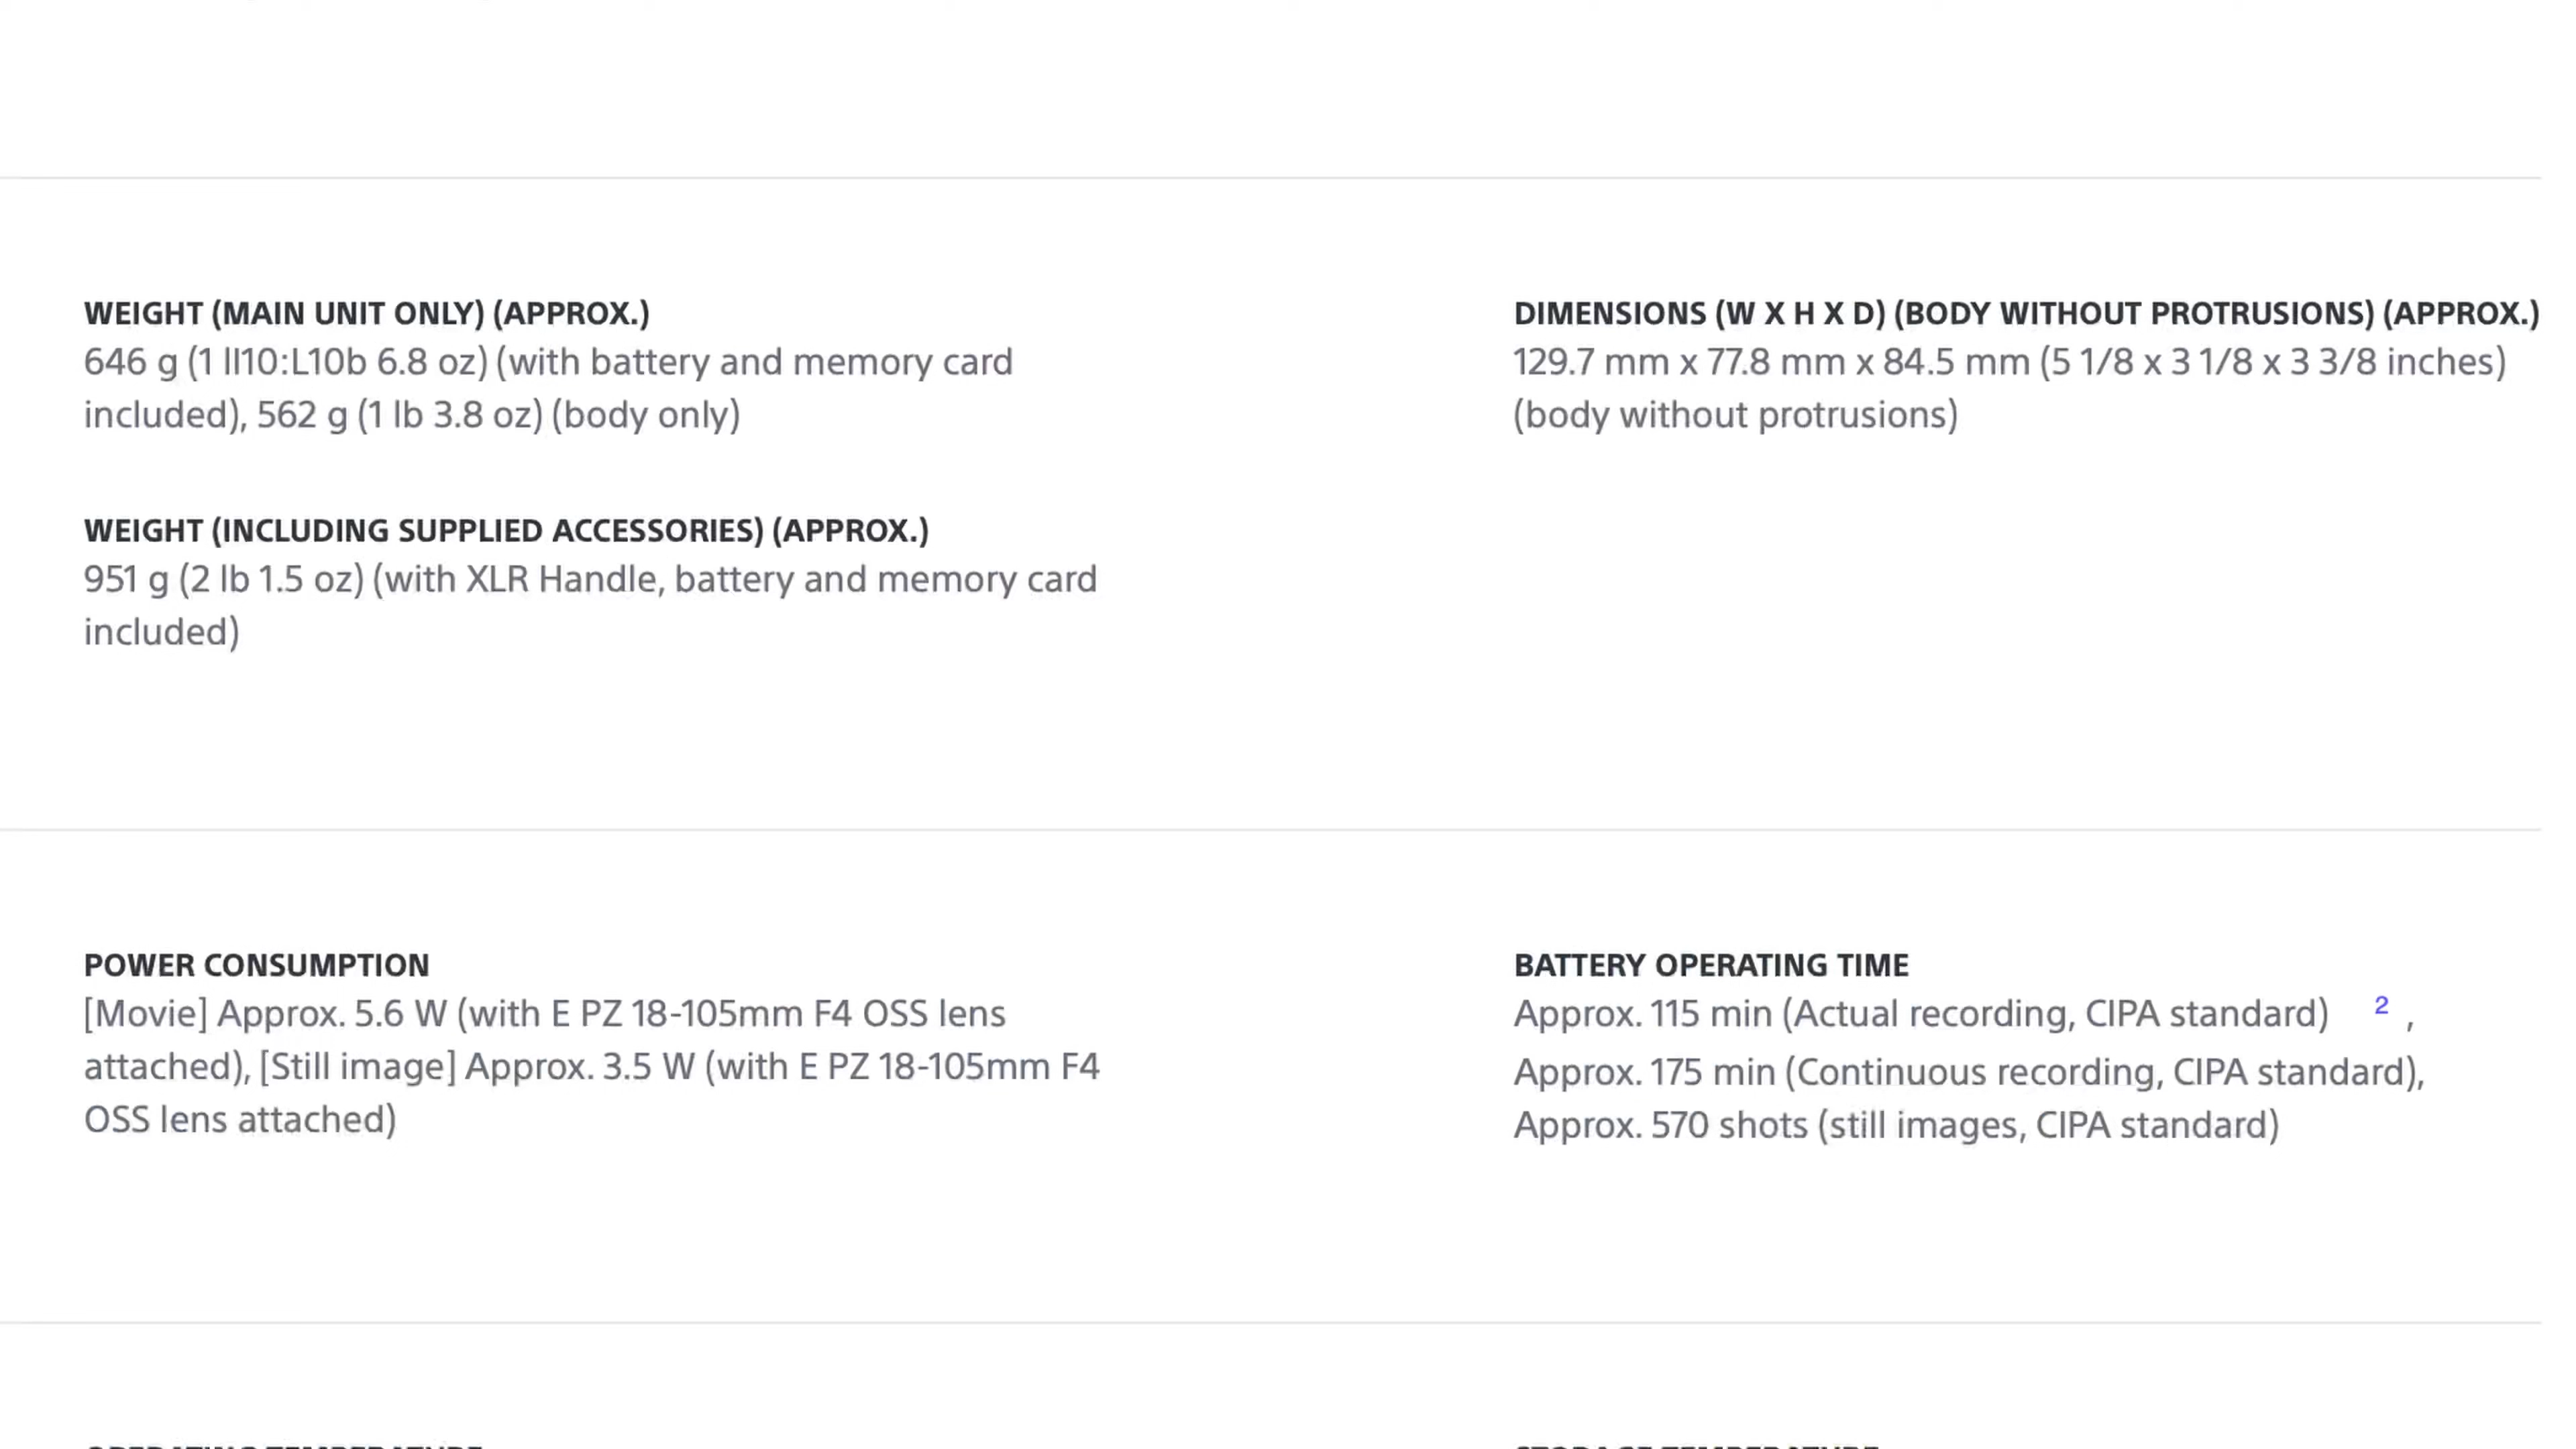 WEIGHT (MAIN UNIT ONLY) (APPROX.)
646 g (1 lI10:L10b 6.8 oz) (with battery and memory card
included), 562 g (1 lb 3.8 oz) (body only)
WEIGHT (INCLUDING SUPPLIED ACCESSORIES) (APPROX.)
951 g (2 lb 1.5 oz) (with XLR Handle, battery and memory card
included)
DIMENSIONS (W X H X D) (BODY WITHOUT PROTRUSIONS) (APPROX.)
129.7 mm x 77.8 mm x 84.5 mm (5 1/8 x 3 1/8 x 3 3/8 inches)
(body without protrusions)
POWER CONSUMPTION
[Movie] Approx. 5.6 W (with E PZ 18-105mm F4 OSS lens
attached), [Still image] Approx. 3.5 W (with E PZ 18-105mm F4
OSS lens attached)
BATTERY OPERATING TIME
Approx. 115 min (Actual recording, CIPA standard) 2 ,
Approx. 175 min (Continuous recording, CIPA standard),
Approx. 570 shots (still images, CIPA standard)
OPERATING TEMPERATURE
STORAGE TEMPERATURE